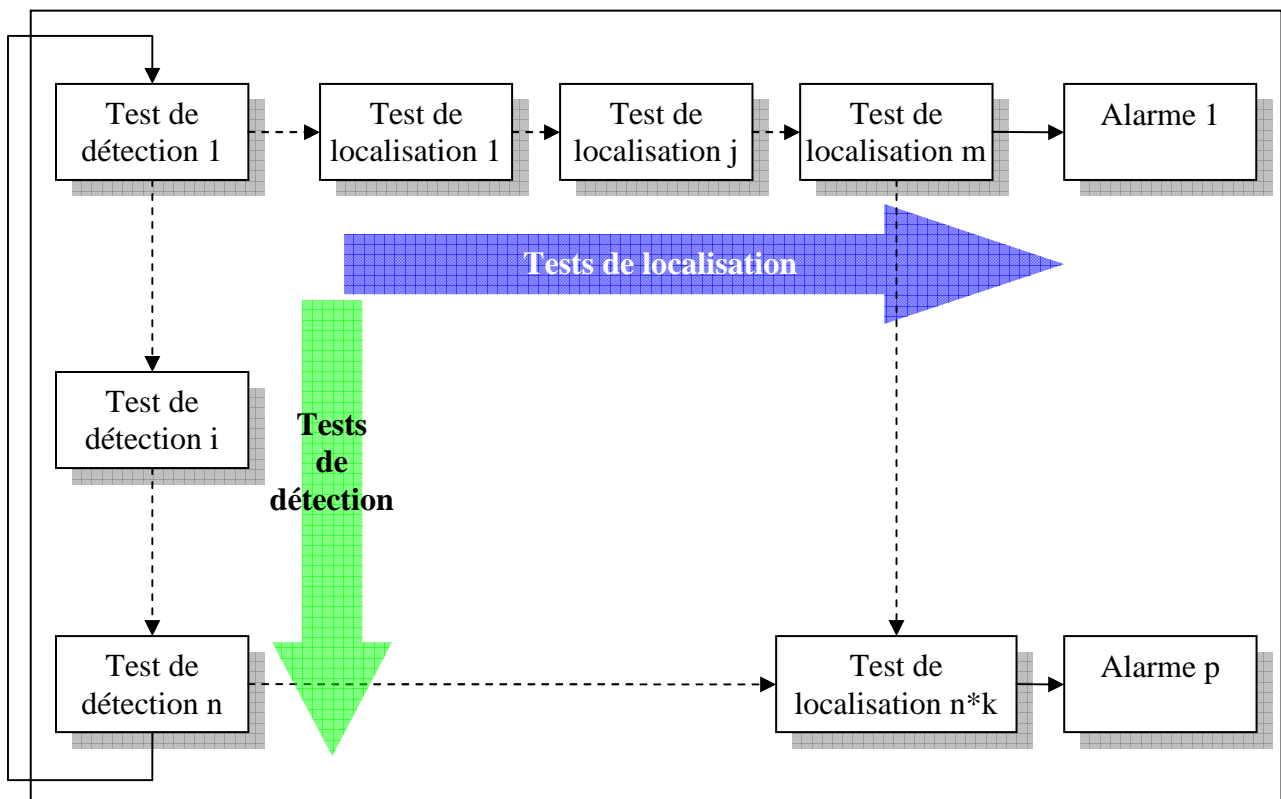 Test de
détection 1
Test de
localisation 1
Test de
localisation j
Test de
localisation m
Alarme 1
Tests de localisation
Test de
détection i
Tests
de
détection
Test de
détection n
Test de
localisation n*k
Alarme p